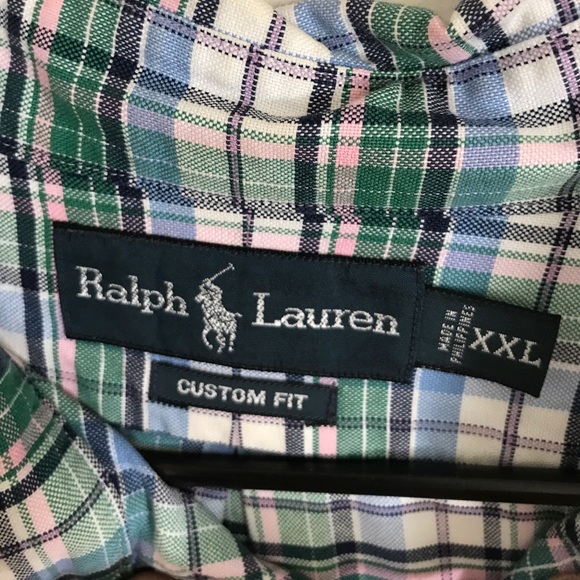 Ralph Lauren
CUSTOM FIT
MADE IN
PHILIPPINES
XXL